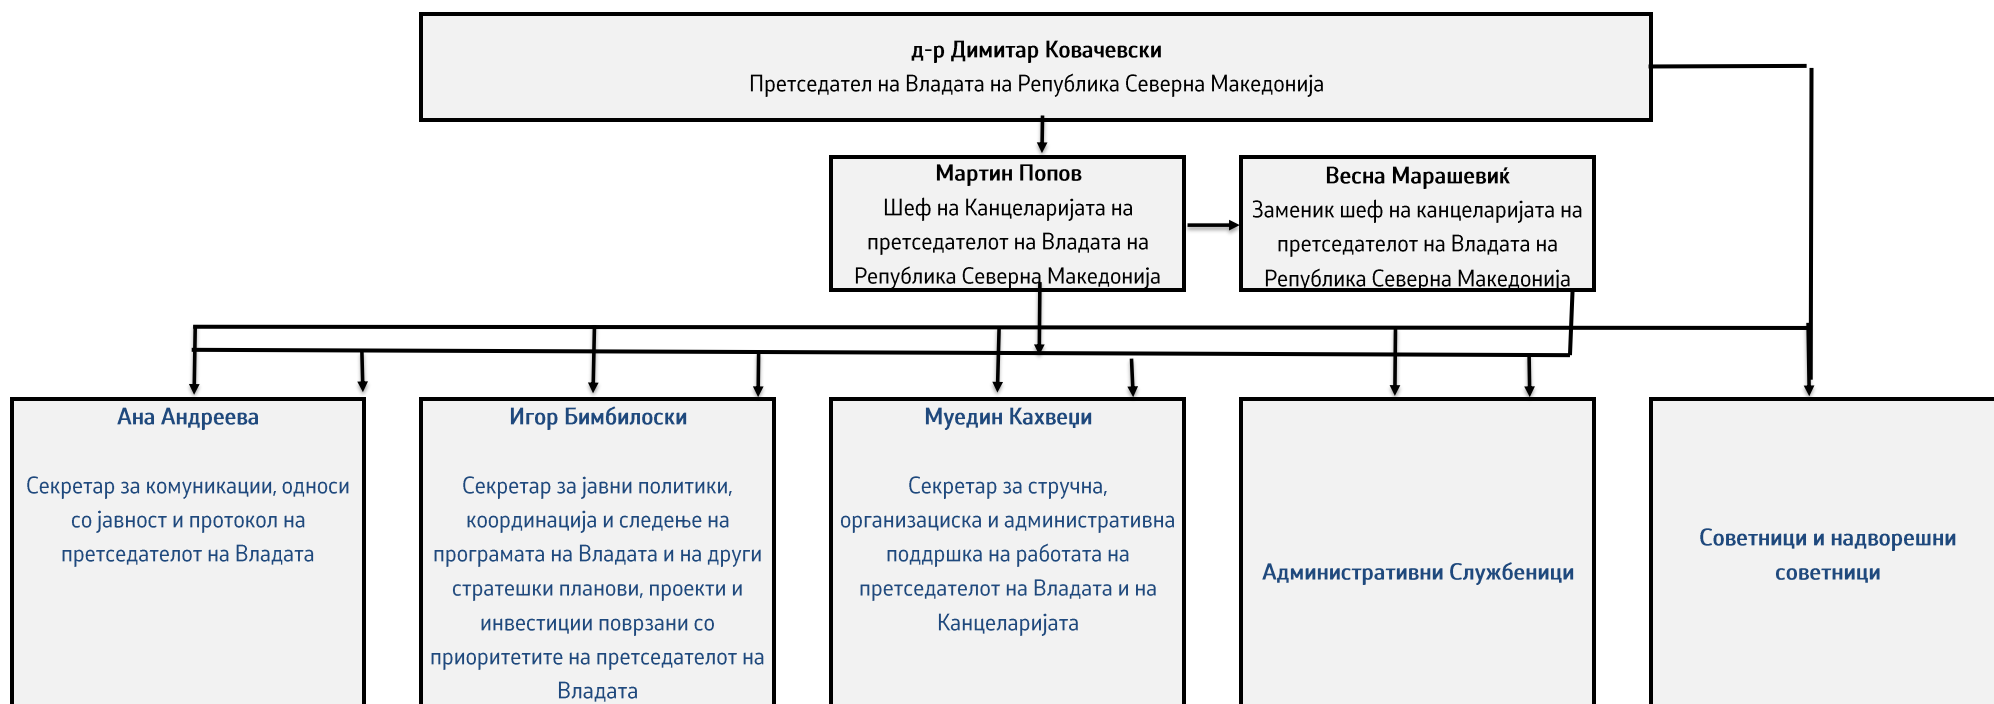 д-р Димитар Ковачевски
Претседател на Владата на Република Северна Македонија
Мартин Попов
Шеф на Канцеларијата на
претседателот на Владата на
Република Северна Македонија
Весна Марашевиќ
Заменик шеф на канцеларијата на
претседателот на Владата на
Република Северна Македонија
Ана Андреева
Секретар за комуникации, односи
со јавност и протокол на
претседателот на Владата
Игор Бимбилоски
Секретар за јавни политики,
координација и следење на
програмата на Владата и на други
стратешки планови, проекти и
инвестиции поврзани со
приоритетите на претседателот на
Владата
Муедин Кахвеџи
Секретар за стручна,
организациска и административна
поддршка на работата на
претседателот на Владата и на
Канцеларијата
Административни Службеници
Советници и надворешни
советници